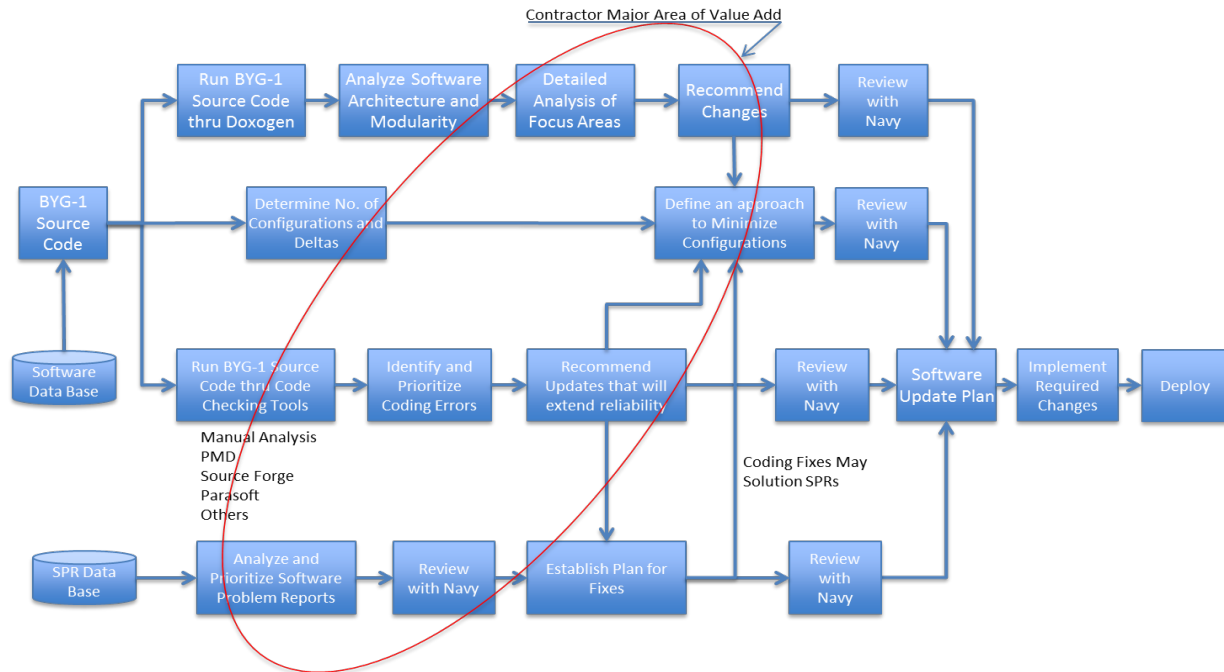 Contractor Major Area of Value Add
Run BYG-1
Source Code
thru Doxogen
Analyze Software
Architecture and
Modularity
Detailed
Analysis of
Focus Areas
Recommend
Changes
Review
with
Navy
BYG-1
Source
Code
Determine No. of
Configurations and
Deltas
Define an approach
to Minimize
Configurations
Review
with
Navy
Software
Data Base
Run BYG-1 Source
Code thru Code
Checking Tools
Identify and
Prioritize
Coding Errors
Recommend
Updates that will
extend reliability
Review
with
Navy
Software
Update Plan
Implement
Required
Changes
Deploy
Manual Analysis
PMD
Source Forge
Parasoft
Others
Coding Fixes May
Solution SPRs
SPR Data
Base
Analyze and
Prioritize Software
Problem Reports
Review
with Navy
Establish Plan for
Fixes
Review
with
Navy